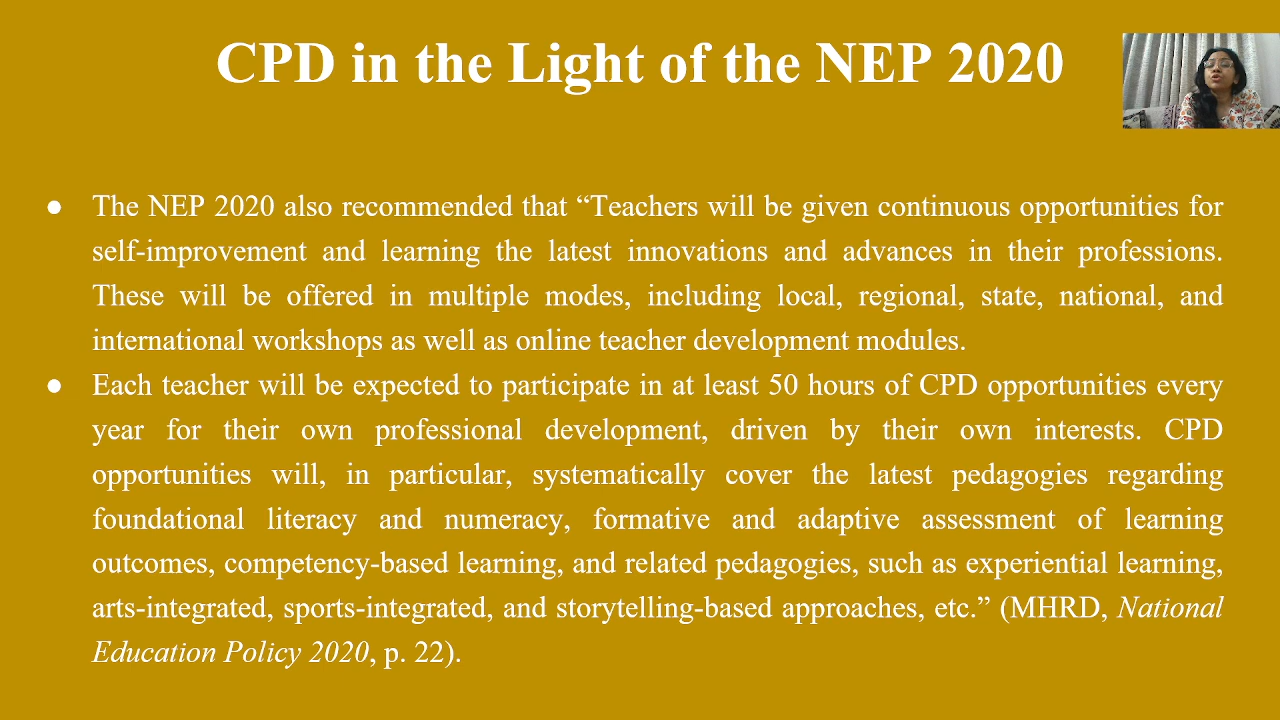 CPD in the Light of the NEP 2020
● The NEP 2020 also recommended that “Teachers will be given continuous opportunities for
self-improvement and learning the latest innovations and advances in their professions.
These will be offered in multiple modes, including local, regional, state, national, and
international workshops as well as online teacher development modules.
● Each teacher will be expected to participate in at least 50 hours of CPD opportunities every
year for their own professional development, driven by their own interests. CPD
opportunities will, in particular, systematically cover the latest pedagogies regarding
foundational literacy and numeracy, formative and adaptive assessment of learning
outcomes, competency-based learning, and related pedagogies, such as experiential learning,
arts-integrated, sports-integrated, and storytelling-based approaches, etc.” (MHRD, National
Education Policy 2020, p. 22).